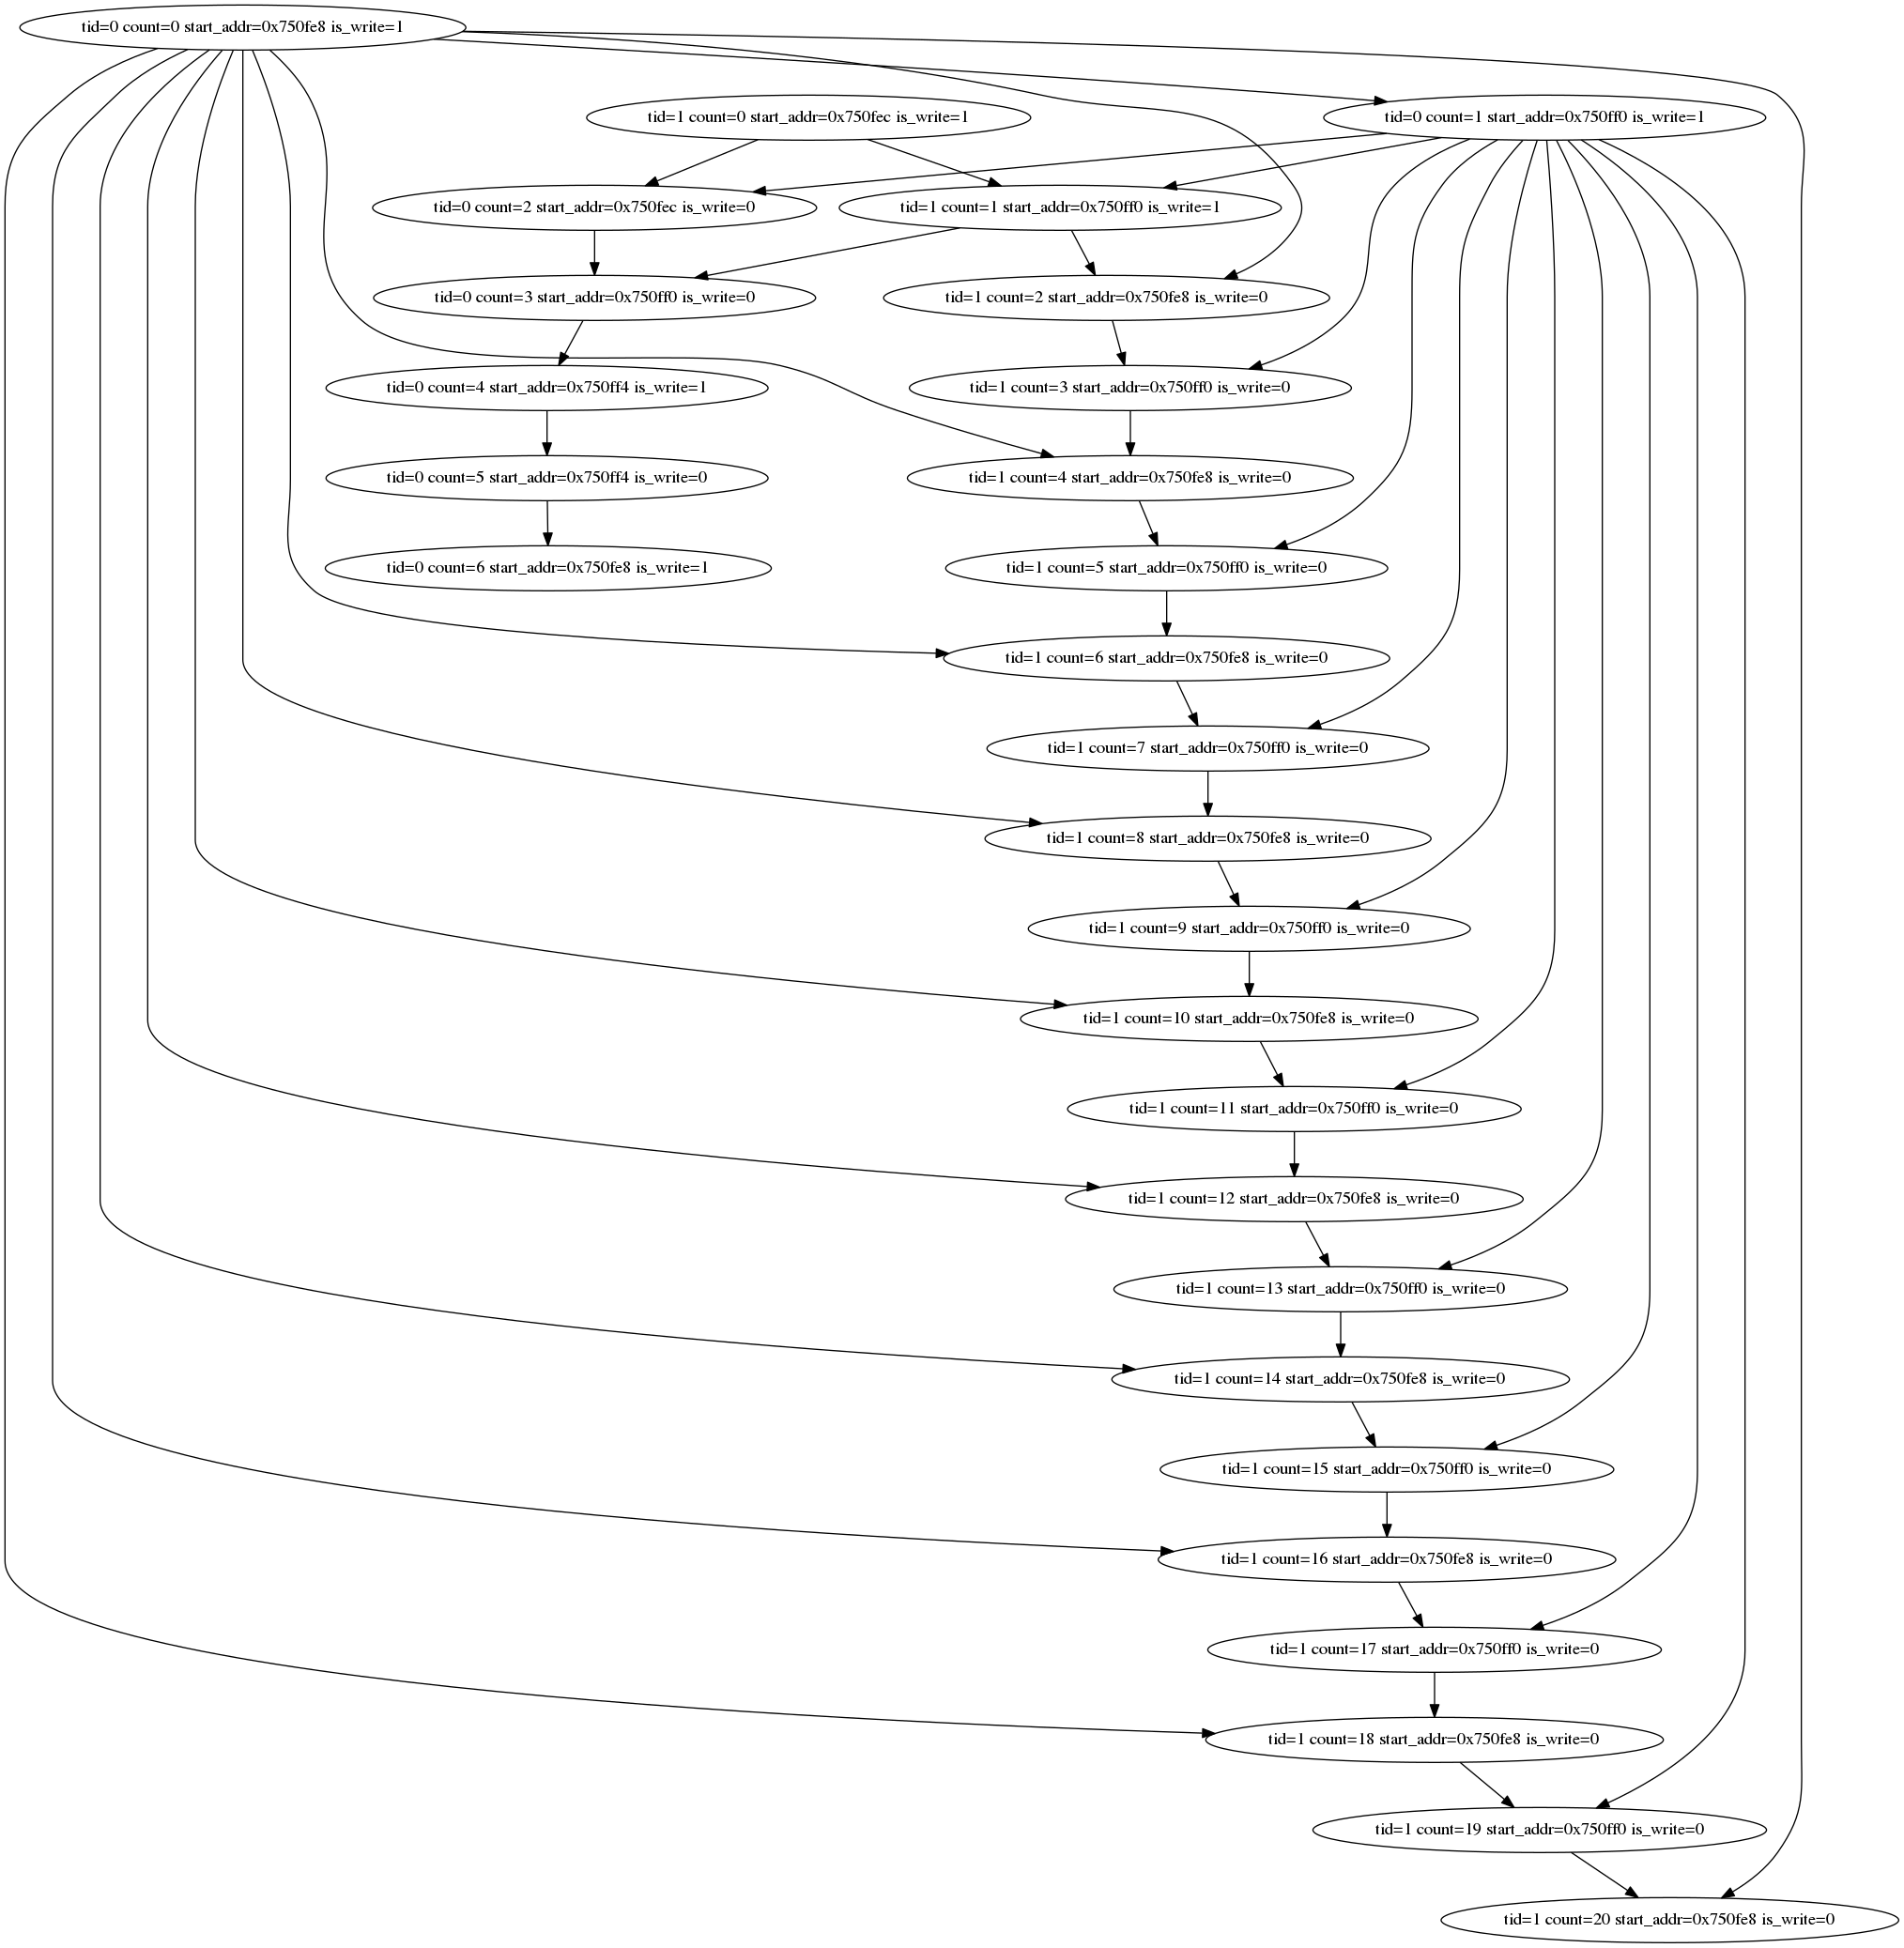 tid=0 count=0 start_addr=0x750fe8 is_write=1
tid=1 count=0 start_addr=0x750fec is_write=1
tid=0 count=1 start_addr=0x750ff0 is_write=1
tid=0 count=2 start_addr=0x750fec is_write=0
tid=1 count=1 start_addr=0x750ff0 is_write=1
tid=0 count=3 start_addr=0x750ff0 is_write=0
tid=1 count=2 start_addr=0x750fe8 is_write=0
tid=0 count=4 start_addr=0x750ff4 is_write=1
tid=1 count=3 start_addr=0x750ff0 is_write=0
tid=0 count=5 start_addr=0x750ff4 is_write=0
tid=1 count=4 start_addr=0x750fe8 is_write=0
tid=0 count=6 start_addr=0x750fe8 is_write=1
tid=1 count=5 start_addr=0x750ff0 is_write=0
tid=1 count=6 start_addr=0x750fe8 is_write=0
tid=1 count=7 start_addr=0x750ff0 is_write=0
tid=1 count=8 start_addr=0x750fe8 is_write=0
tid=1 count=9 start_addr=0x750ff0 is_write=0
tid=1 count=10 start_addr=0x750fe8 is_write=0
tid=1 count=11 start_addr=0x750ff0 is_write=0
tid=1 count=12 start_addr=0x750fe8 is_write=0
tid=1 count=13 start_addr=0x750ff0 is_write=0
tid=1 count=14 start_addr=0x750fe8 is_write=0
tid=1 count=15 start_addr=0x750ff0 is_write=0
tid=1 count=16 start_addr=0x750fe8 is_write=0
tid=1 count=17 start_addr=0x750ff0 is_write=0
tid=1 count=18 start_addr=0x750fe8 is_write=0
tid=1 count=19 start_addr=0x750ff0 is_write=0
tid=1 count=20 start_addr=0x750fe8 is_write=0